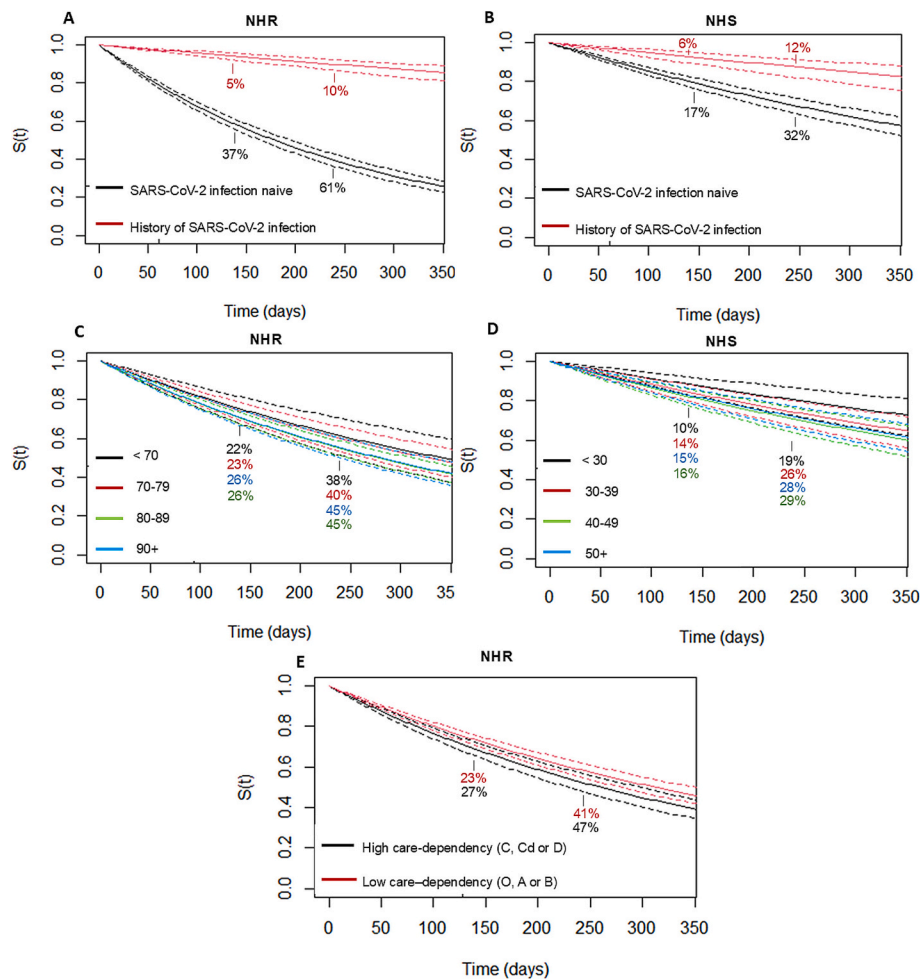 A
NHR
S(t)
1.0
0.8
0.6
0.4
0.2
0.0
5%
10%
37%
61%
SARS-CoV-2 infection naive
History of SARS-CoV-2 infection
0 50 100 150 200 250 300 350
Time (days)
B
NHS
S(t)
1.0
0.8
0.6
0.4
0.2
0.0
6%
12%
17%
32%
SARS-CoV-2 infection naive
History of SARS-CoV-2 infection
0 50 100 150 200 250 300 350
Time (days)
C
NHR
S(t)
1.0
0.8
0.6
0.4
0.2
0.0
22%
23%
26%
26%
38%
40%
45%
45%
< 70
70-79
80-89
90+
0 50 100 150 200 250 300 350
Time (days)
D
NHS
S(t)
1.0
0.8
0.6
0.4
0.2
0.0
10%
14%
15%
16%
19%
26%
28%
29%
< 30
30-39
40-49
50+
0 50 100 150 200 250 300 350
Time (days)
E
NHR
S(t)
1.0
0.8
0.6
0.4
0.2
0.0
23%
27%
41%
47%
High care-dependency (C, Cd or D)
Low care–dependency (O, A or B)
0 50 100 150 200 250 300 350
Time (days)